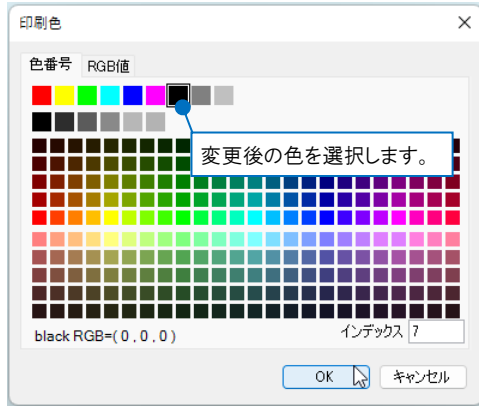 印刷色
色番号 RGB値
変更後の色を選択します。
black RGB=( 0 , 0 , 0 )
インデックス 7
OK キャンセル